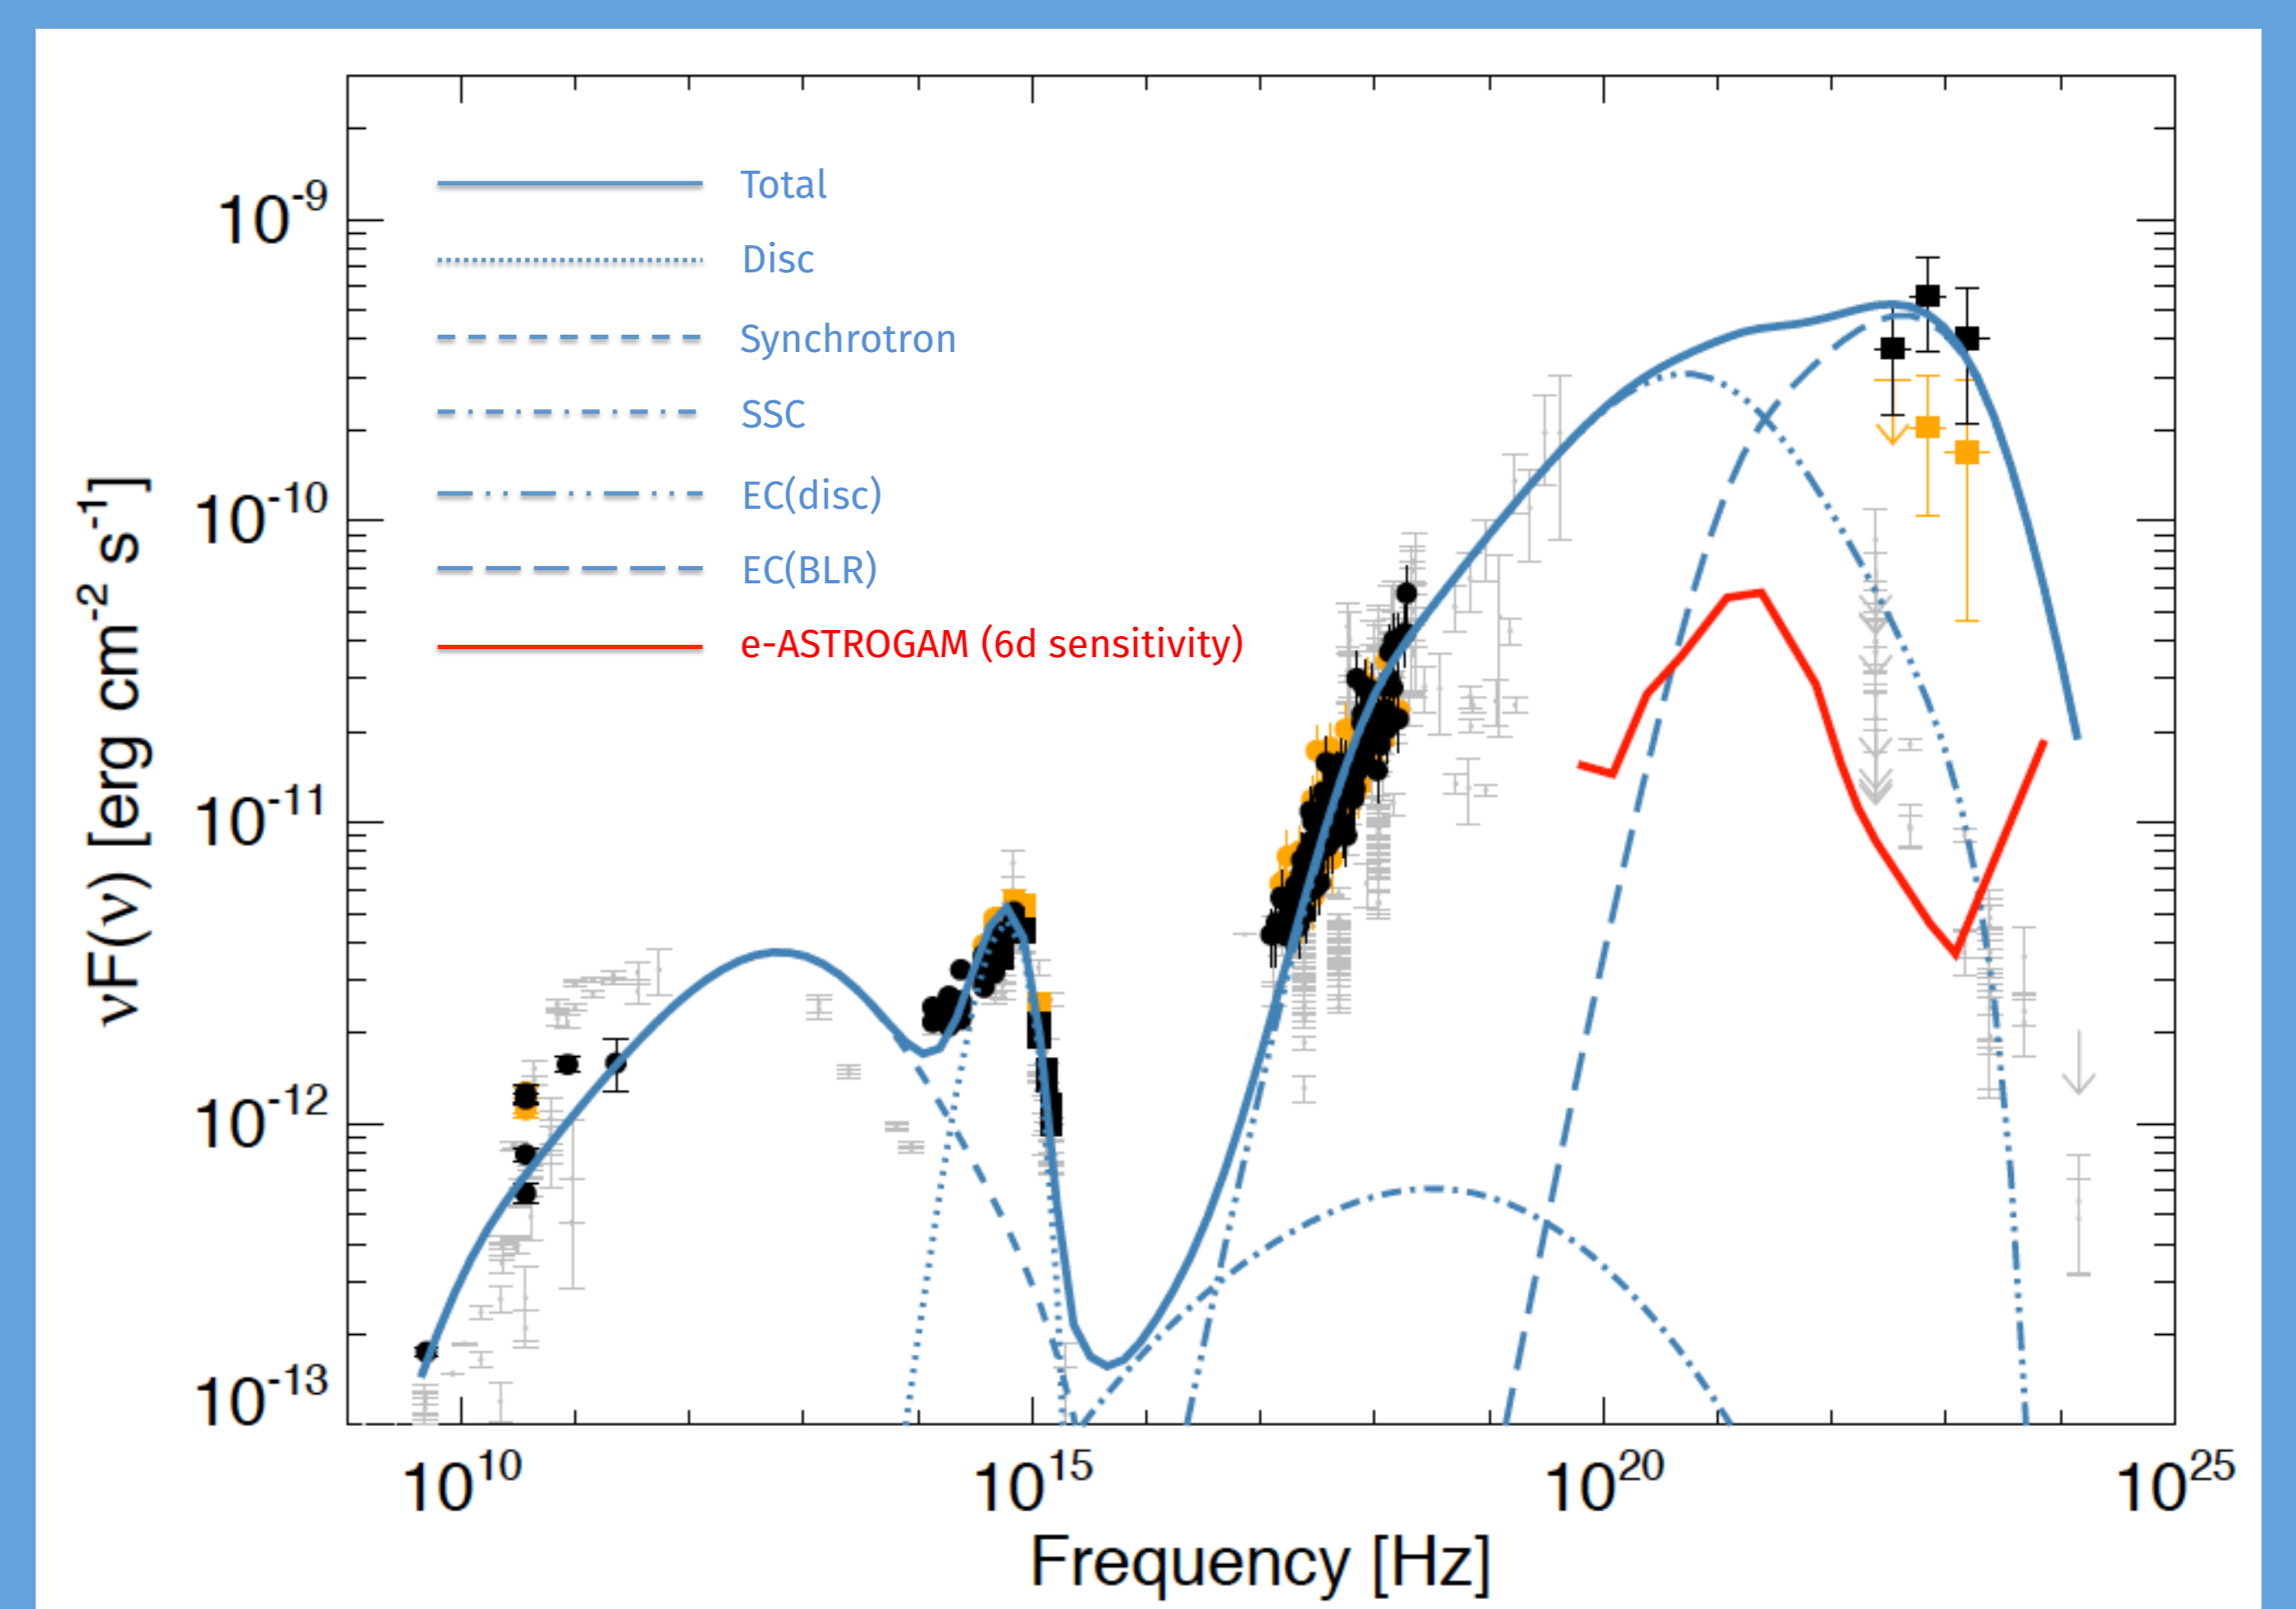 Total
10⁻⁹
Disc
Synchrotron
SSC
10⁻¹⁰
EC(disc)
EC(BLR)
e-ASTROGAM (6d sensitivity)
νF(ν) [erg cm⁻² s⁻¹]
10⁻¹¹
10⁻¹²
10⁻¹³
10¹⁰ 10¹⁵ 10²⁰ 10²⁵
Frequency [Hz]